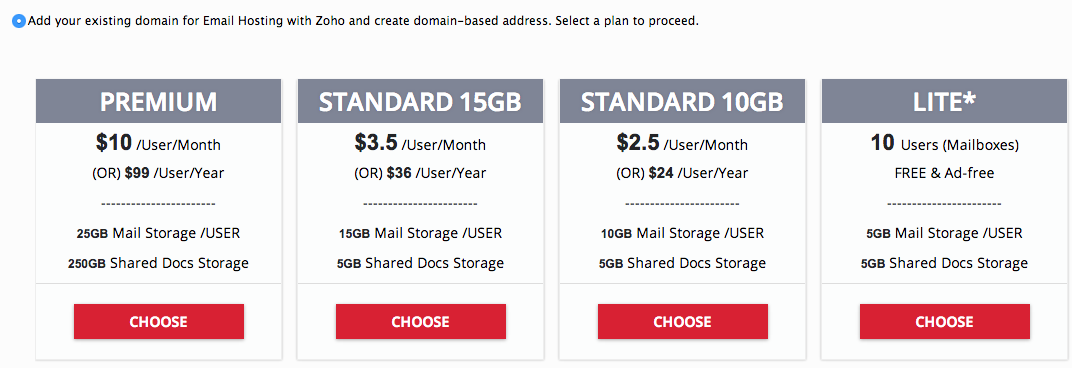 Add your existing domain for Email Hosting with Zoho and create domain-based address. Select a plan to proceed.
PREMIUM
$10 /User/Month
(OR) $99 /User/Year
-----------------------
25GB Mail Storage /USER
250GB Shared Docs Storage
CHOOSE
STANDARD 15GB
$3.5 /User/Month
(OR) $36 /User/Year
-----------------------
15GB Mail Storage /USER
5GB Shared Docs Storage
CHOOSE
STANDARD 10GB
$2.5 /User/Month
(OR) $24 /User/Year
-----------------------
10GB Mail Storage /USER
5GB Shared Docs Storage
CHOOSE
LITE*
10 Users (Mailboxes)
FREE & Ad-free
-----------------------
5GB Mail Storage /USER
5GB Shared Docs Storage
CHOOSE